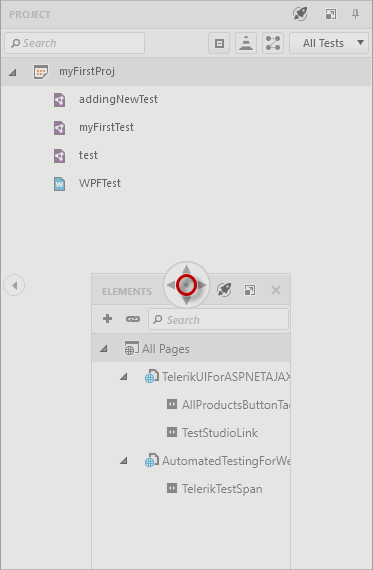 PROJECT
Search
All Tests
myFirstProj
addingNewTest
myFirstTest
test
WPFTest
ELEMENTS
Search
All Pages
TelerikUIForASPNETAJAX
AllProductsButtonTag
TestStudioLink
AutomatedTestingForWe
TelerikTestSpan